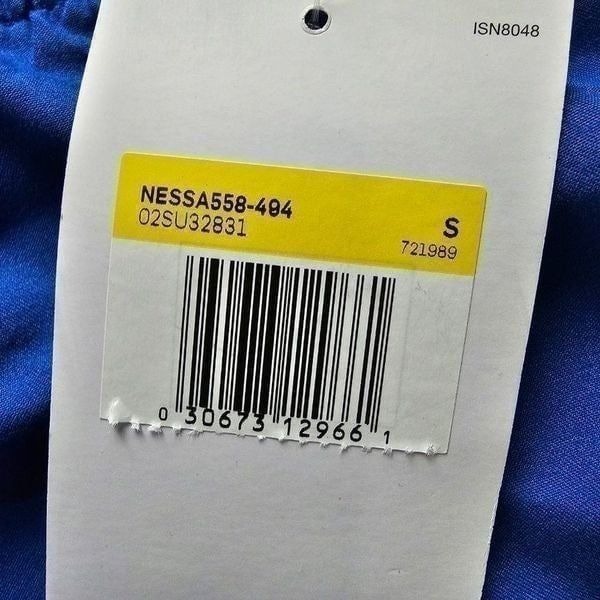 ISN8048
NESSA558-404
02SU32831
S
721989
0 30673 12966 1